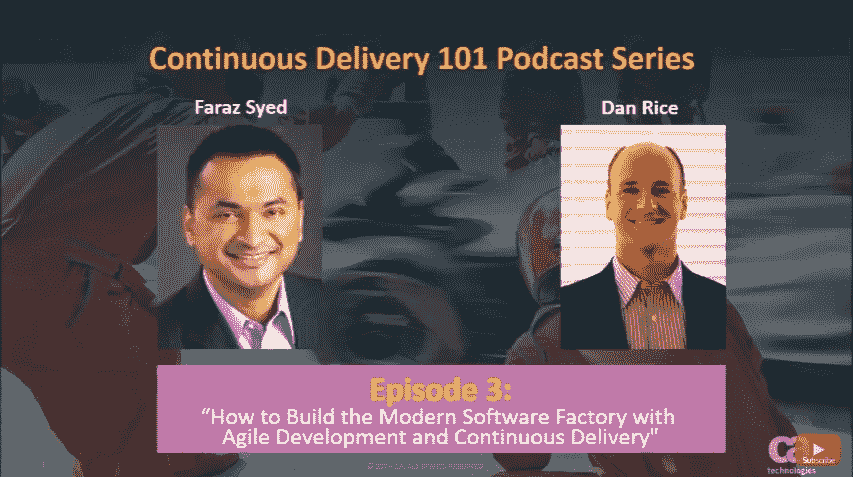 Continuous Delivery 101 Podcast Series
Faraz Syed
Dan Rice
Episode 3:
“How to Build the Modern Software Factory with
Agile Development and Continuous Delivery"
ca
Subscribe
technologies